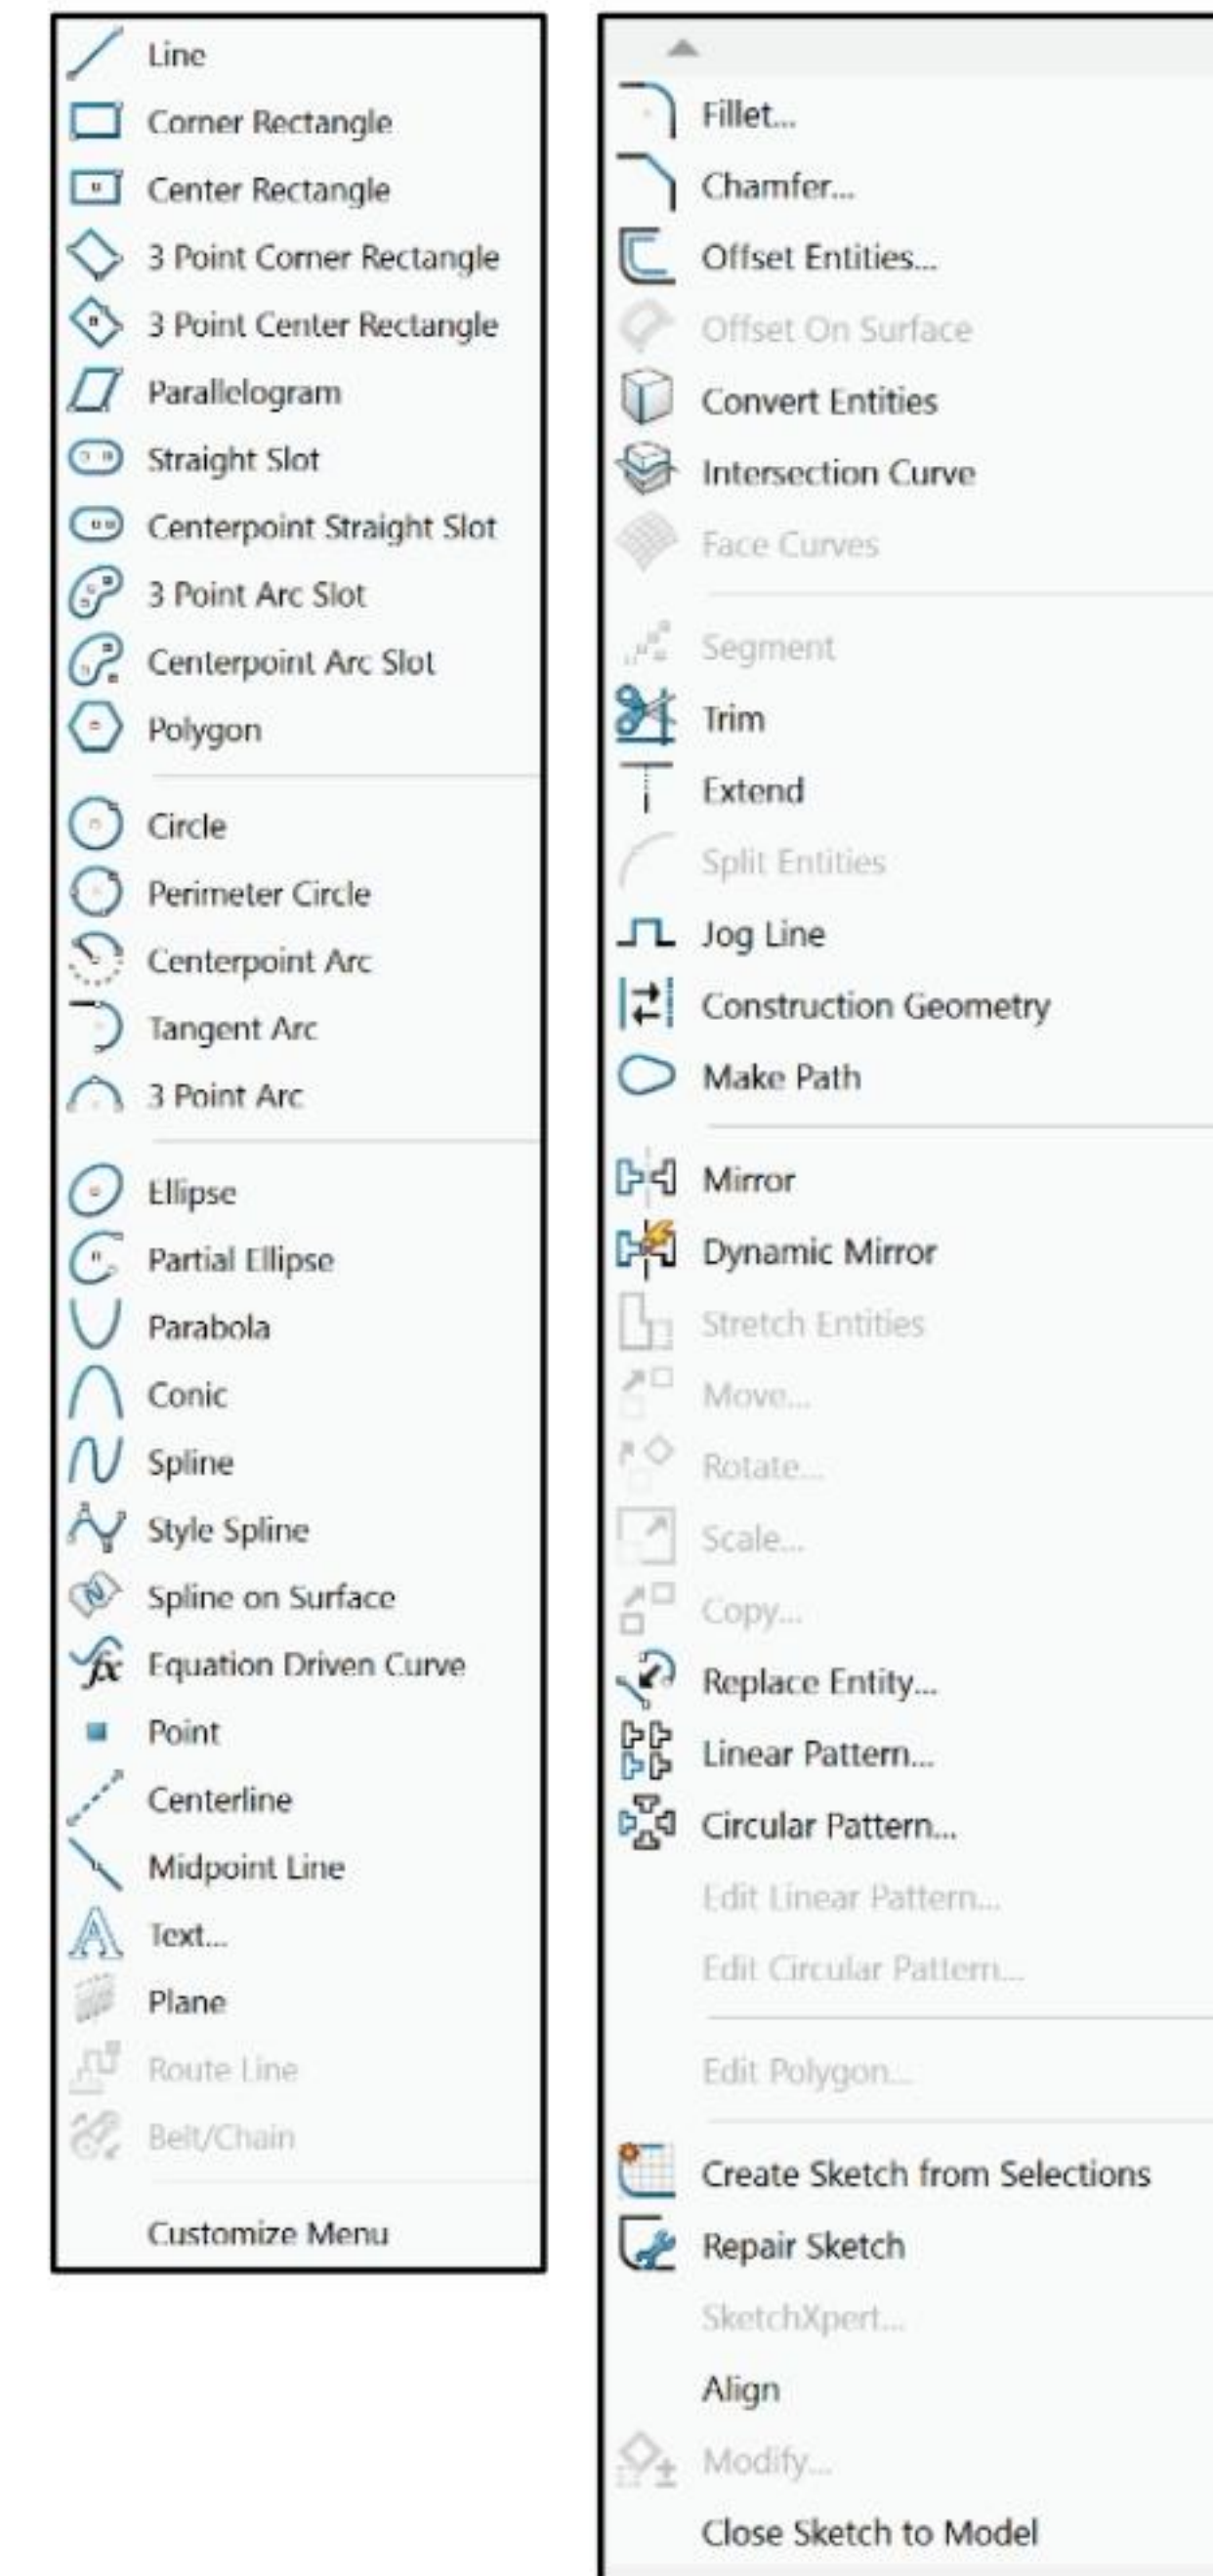 Line
Corner Rectangle
Center Rectangle
3 Point Corner Rectangle
3 Point Center Rectangle
Parallelogram
Straight Slot
Centerpoint Straight Slot
3 Point Arc Slot
Centerpoint Arc Slot
Polygon
Circle
Perimeter Circle
Centerpoint Arc
Tangent Arc
3 Point Arc
Ellipse
Partial Ellipse
Parabola
Conic
Spline
Style Spline
Spline on Surface
Equation Driven Curve
Point
Centerline
Midpoint Line
Text...
Plane
Route Line
Belt/Chain
Customize Menu
Fillet...
Chamfer...
Offset Entities...
Offset On Surface
Convert Entities
Intersection Curve
Face Curves
Segment
Trim
Extend
Split Entities
Jog Line
Construction Geometry
Make Path
Mirror
Dynamic Mirror
Stretch Entities
Move...
Rotate...
Scale...
Copy...
Replace Entity...
Linear Pattern...
Circular Pattern...
Edit Linear Pattern...
Edit Circular Pattern...
Edit Polygon...
Create Sketch from Selections
Repair Sketch
SketchXpert...
Align
Modify...
Close Sketch to Model